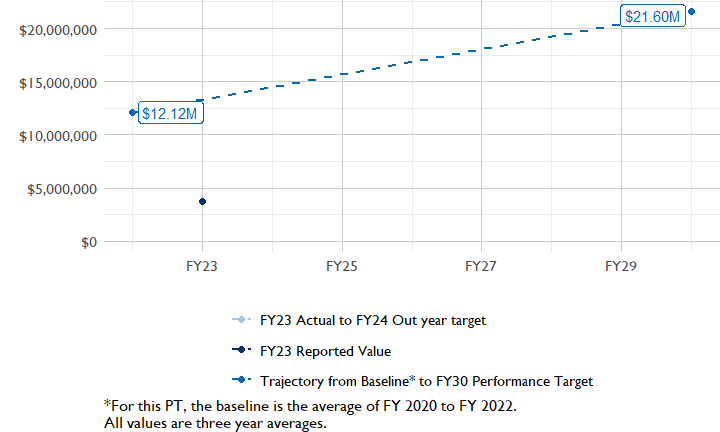 $21.60M
$20,000,000
$15,000,000
$12.12M
$10,000,000
$5,000,000
$0
FY23 FY25 FY27 FY29
FY23 Actual to FY24 Out year target
FY23 Reported Value
Trajectory from Baseline* to FY30 Performance Target
*For this PT, the baseline is the average of FY 2020 to FY 2022.
All values are three year averages.